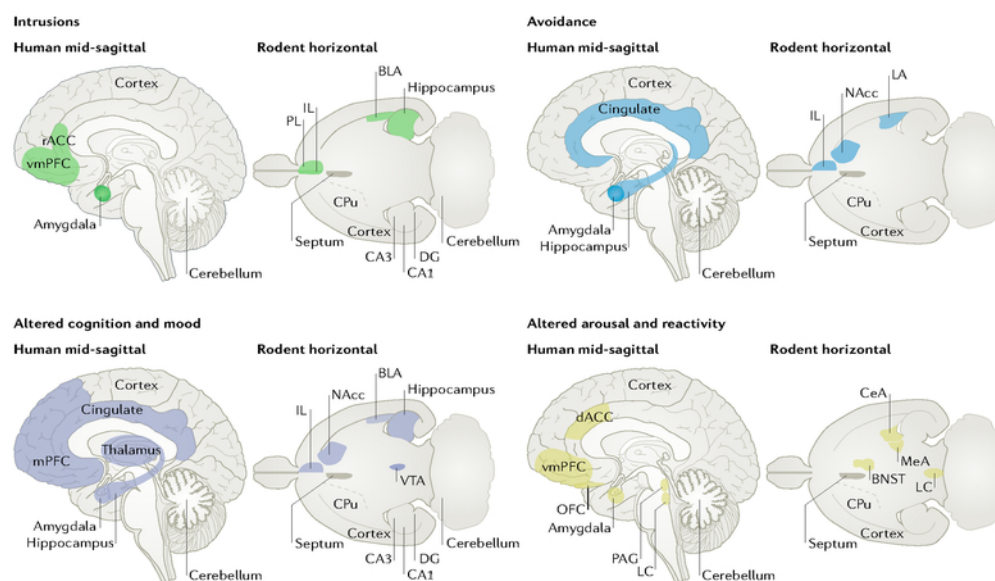 Intrusions
Human mid-sagittal
Rodent horizontal
Cortex
rACC
vmPFC
Amygdala
Cerebellum
BLA
Hippocampus
IL
PL
CPu
Cortex
Septum
CA3
DG
CA1
Cerebellum
Avoidance
Human mid-sagittal
Rodent horizontal
Cortex
Cingulate
Amygdala
Hippocampus
Cerebellum
LA
NAcc
IL
CPu
Cortex
Septum
Altered cognition and mood
Human mid-sagittal
Rodent horizontal
Cortex
Cingulate
Thalamus
mPFC
Amygdala
Hippocampus
Cerebellum
BLA
NAcc
Hippocampus
IL
VTA
CPu
Cortex
Septum
CA3
DG
CA1
Cerebellum
Altered arousal and reactivity
Human mid-sagittal
Rodent horizontal
Cortex
dACC
vmPFC
OFC
Amygdala
PAG
LC
Cerebellum
CeA
MeA
BNST
LC
CPu
Cortex
Septum